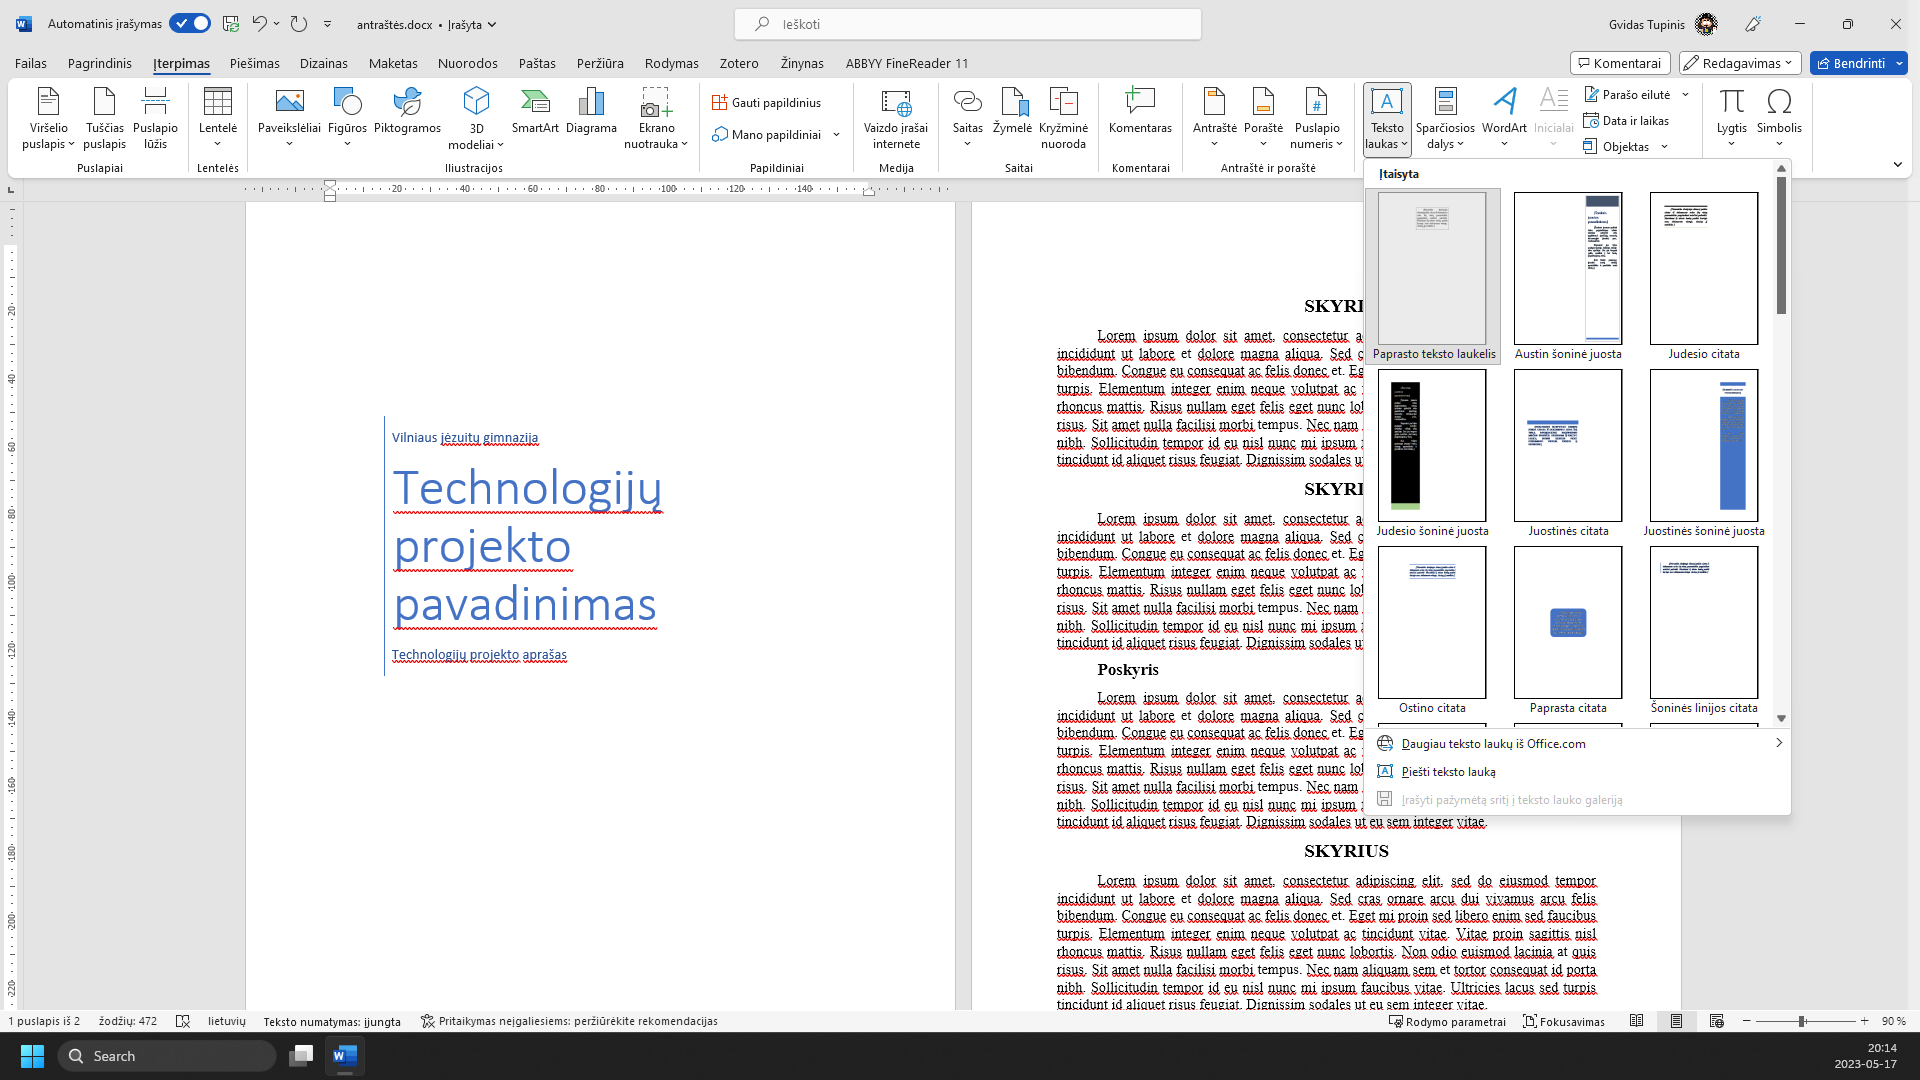 Automatinis įrašymas
antraštės.docx • Įrašyta
Ieškoti
Gvidas Tupinis
Failas Pagrindinis Įterpimas Piešimas Dizainas Maketas Nuorodos Paštas Peržiūra Rodymas Zotero Žinynas ABBYY FineReader 11
Komentarai
Redagavimas
Bendrinti
Viršelio puslapis
Tuščias puslapis
Puslapio lūžis
Puslapiai
Lentelė
Lentelės
Paveikslėliai
Figūros
Piktogramos
3D modeliai
SmartArt
Diagrama
Ekrano nuotrauka
Iliustracijos
Gauti papildinius
Mano papildiniai
Papildiniai
Vaizdo įrašai internete
Medija
Saitas
Žymelė
Kryžminė nuoroda
Saitai
Komentaras
Komentarai
Antraštė
Poraštė
Puslapio numeris
Antraštė ir poraštė
Teksto laukas
Sparčiosios dalys
WordArt
Inicialai
Parašo eilutė
Data ir laikas
Objektas
Lygtis
Simbolis
Įtaisyta
Paprasto teksto laukelis
Austin šoninė juosta
Judesio citata
Judesio šoninė juosta
Juostinės citata
Juostinės šoninė juosta
Ostino citata
Paprasta citata
Šoninės linijos citata
Daugiau teksto laukų iš Office.com
Piešti teksto lauką
Įrašyti pažymėtą sritį į teksto lauko galeriją
20 40 60 80 100 120 140
20 40 60 80 100 120 140 160 180 200 220
Vilniaus jėzuitų gimnazija
Technologijų
projekto
pavadinimas
Technologijų projekto aprašas
Lorem ipsum dolor sit amet, consectetur
incididunt ut labore et dolore magna aliqua. Sed
bibendum. Congue eu consequat ac felis donec et.
turpis. Elementum integer enim neque volutpat ac
rhoncus mattis. Risus nullam eget felis eget nunc
risus. Sit amet nulla facilisi morbi tempus. Nec nam
nibh. Sollicitudin tempor id eu nisl nunc mi ipsum
tincidunt id aliquet risus feugiat. Dignissim sodales
Lorem ipsum dolor sit amet, consectetur
incididunt ut labore et dolore magna aliqua. Sed
bibendum. Congue eu consequat ac felis donec et.
turpis. Elementum integer enim neque volutpat ac
rhoncus mattis. Risus nullam eget felis eget nunc
risus. Sit amet nulla facilisi morbi tempus. Nec nam
nibh. Sollicitudin tempor id eu nisl nunc mi ipsum
tincidunt id aliquet risus feugiat. Dignissim sodales
Poskyris
Lorem ipsum dolor sit amet, consectetur
incididunt ut labore et dolore magna aliqua. Sed
bibendum. Congue eu consequat ac felis donec et.
turpis. Elementum integer enim neque volutpat ac
rhoncus mattis. Risus nullam eget felis eget nunc
risus. Sit amet nulla facilisi morbi tempus. Nec nam
nibh. Sollicitudin tempor id eu nisl nunc mi ipsum
tincidunt id aliquet risus feugiat. Dignissim sodales ut eu sem integer vitae.
SKYRIUS
Lorem ipsum dolor sit amet, consectetur adipiscing elit, sed do eiusmod tempor
incididunt ut labore et dolore magna aliqua. Sed cras ornare arcu dui vivamus arcu felis
bibendum. Congue eu consequat ac felis donec et. Eget mi proin sed libero enim sed faucibus
turpis. Elementum integer enim neque volutpat ac tincidunt vitae. Vitae proin sagittis nisl
rhoncus mattis. Risus nullam eget felis eget nunc lobortis. Non odio euismod lacinia at quis
risus. Sit amet nulla facilisi morbi tempus. Nec nam aliquam sem et tortor consequat id porta
nibh. Sollicitudin tempor id eu nisl nunc mi ipsum faucibus vitae. Ultricies lacus sed turpis
tincidunt id aliquet risus feugiat. Dignissim sodales ut eu sem integer vitae.
1 puslapis iš 2 žodžių: 472 lietuvių Teksto numatymas: įjungta Pritaikymas neįgaliesiems: peržiūrėkite rekomendacijas
Rodymo parametrai Fokusavimas 90 %
Search
20:14
2023-05-17